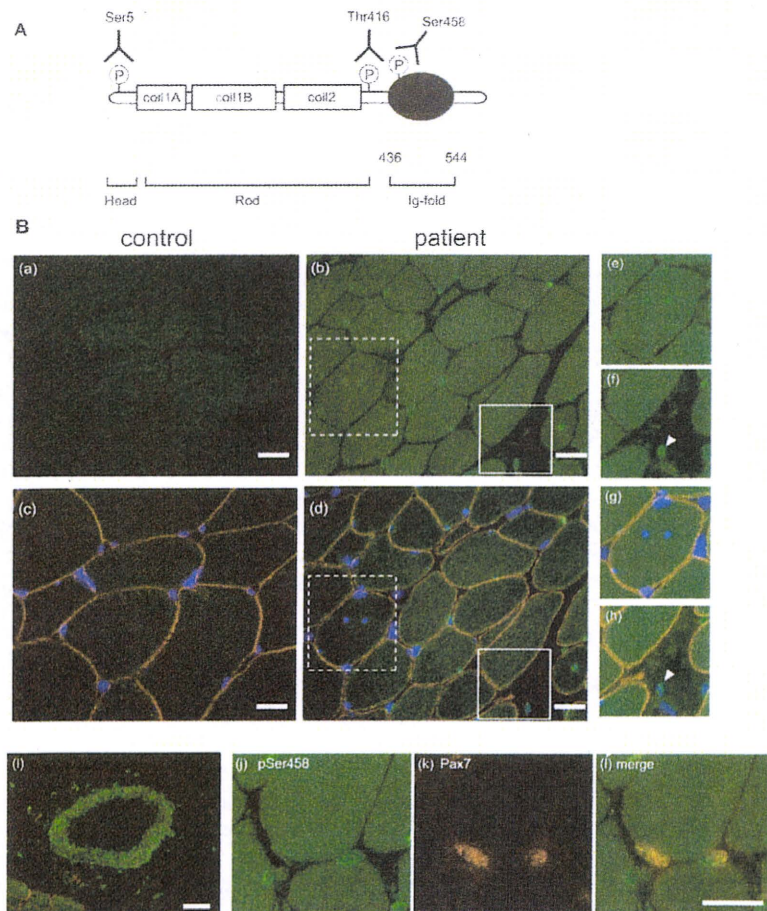 A
Ser5
Thr416
Ser458
P
P
P
coil1A
coil1B
coil2
436
544
Head
Rod
Ig-fold
B
control
patient
(a)
(b)
(e)
(f)
(c)
(d)
(g)
(h)
(i)
(j) pSer458
(k) Pax7
(l) merge